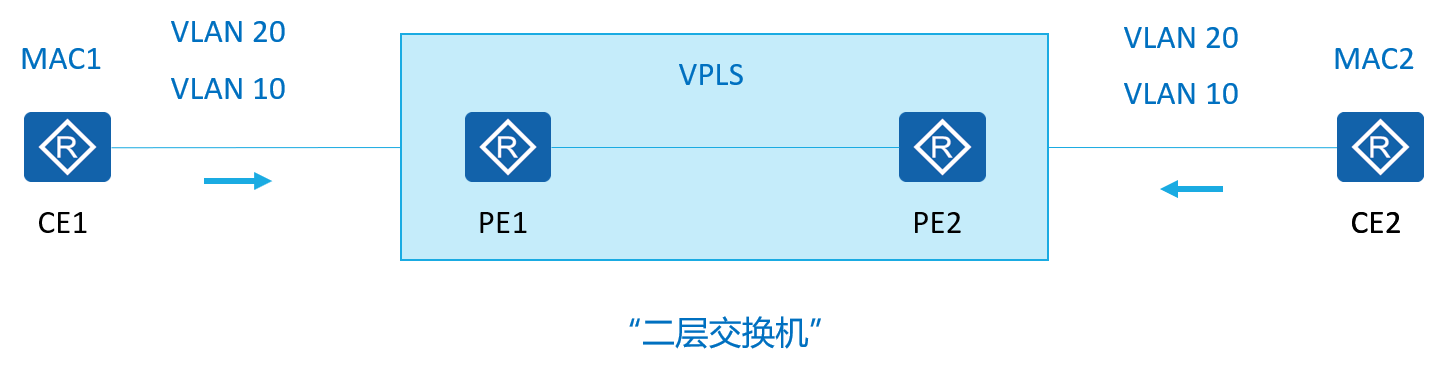 VLAN 20
VLAN 20
MAC1
MAC2
VPLS
VLAN 10
VLAN 10
R
R
R
R
CE1
PE1
PE2
CE2
“二层交换机”